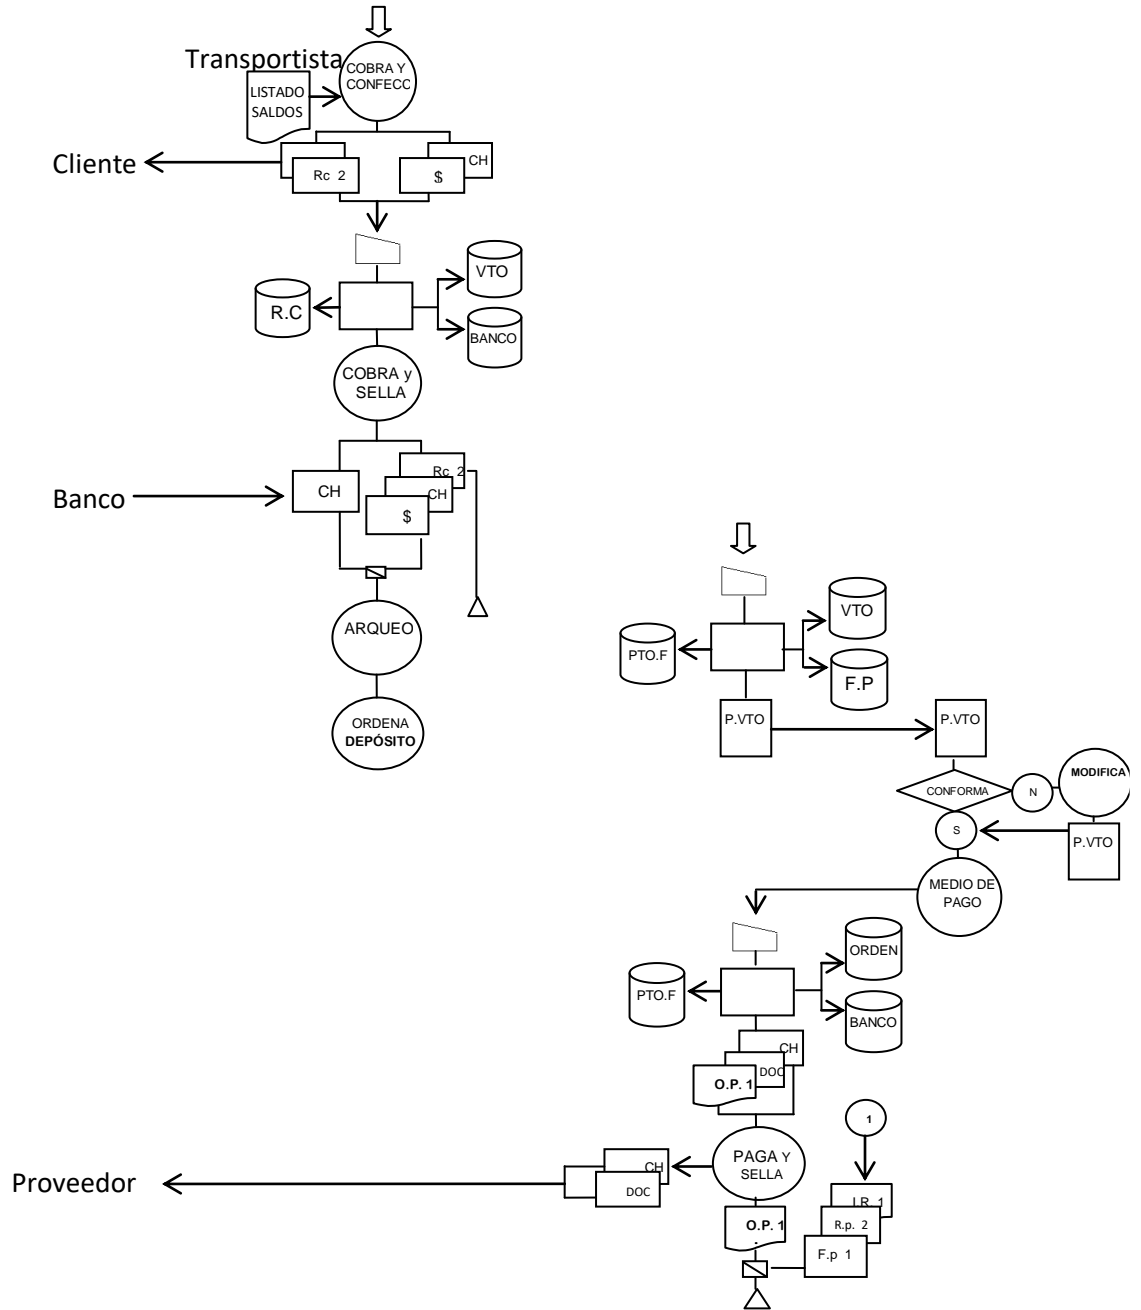 Transportista
COBRA Y
CONFECC
LISTADO
SALDOS
Cliente
Rc 2
CH
$
VTO
R.C
BANCO
COBRA y
SELLA
Banco
CH
Rc 2
CH
$
ARQUEO
ORDENA
DEPÓSITO
VTO
PTO.F
F.P
P.VTO
P.VTO
CONFORMA
N
MODIFICA
S
P.VTO
MEDIO DE
PAGO
ORDEN
PTO.F
BANCO
CH
DOC
O.P. 1
1
PAGA Y
SELLA
Proveedor
CH
DOC
I.R. 1
R.p. 2
F.p 1
O.P. 1
.